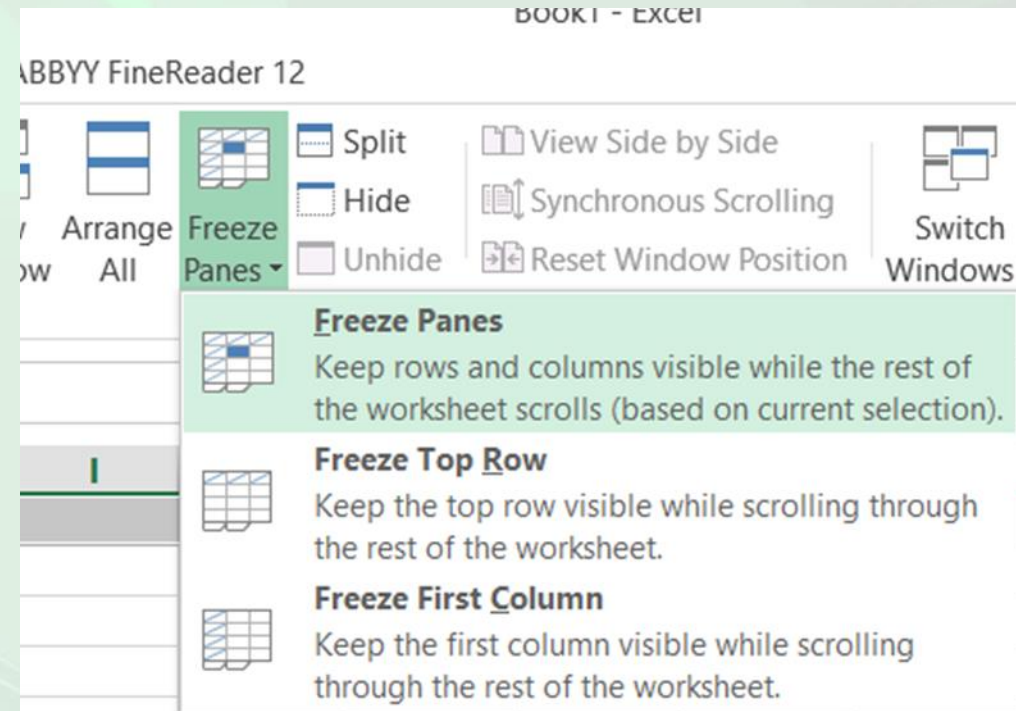 Book1 - Excel
ABBYY FineReader 12
Split
View Side by Side
Hide
Synchronous Scrolling
Arrange
All
Freeze
Panes
Unhide
Reset Window Position
Switch
Windows
Freeze Panes
Keep rows and columns visible while the rest of
the worksheet scrolls (based on current selection).
I
Freeze Top Row
Keep the top row visible while scrolling through
the rest of the worksheet.
Freeze First Column
Keep the first column visible while scrolling
through the rest of the worksheet.